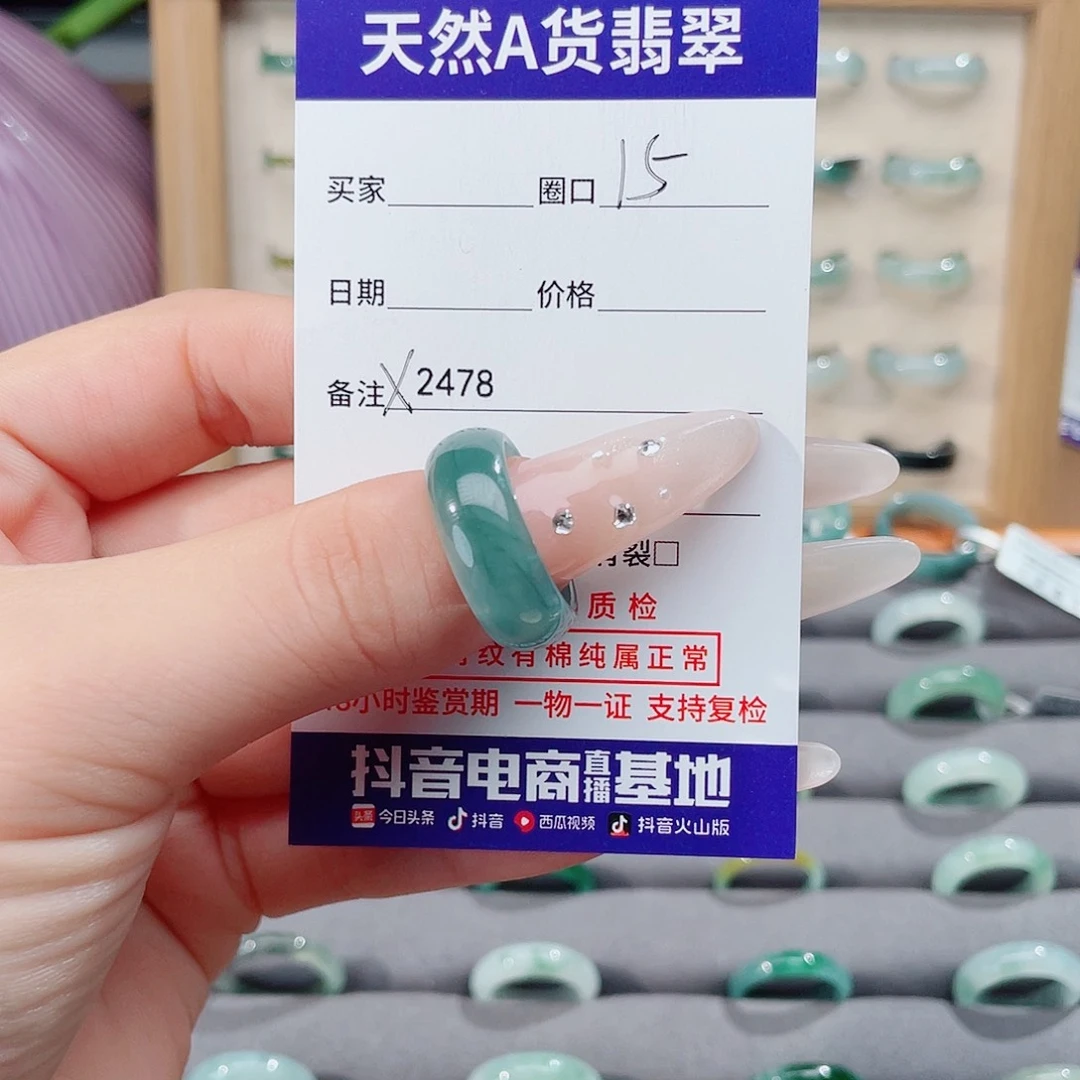 天然A货翡翠
买家 圈口 15
日期 价格
备注 X 2478
裂□
质检
纹有棉纯属正常
小时鉴赏期 一物一证 支持复检
抖音电商直播基地
头条 今日头条 抖音 西瓜视频 抖音火山版